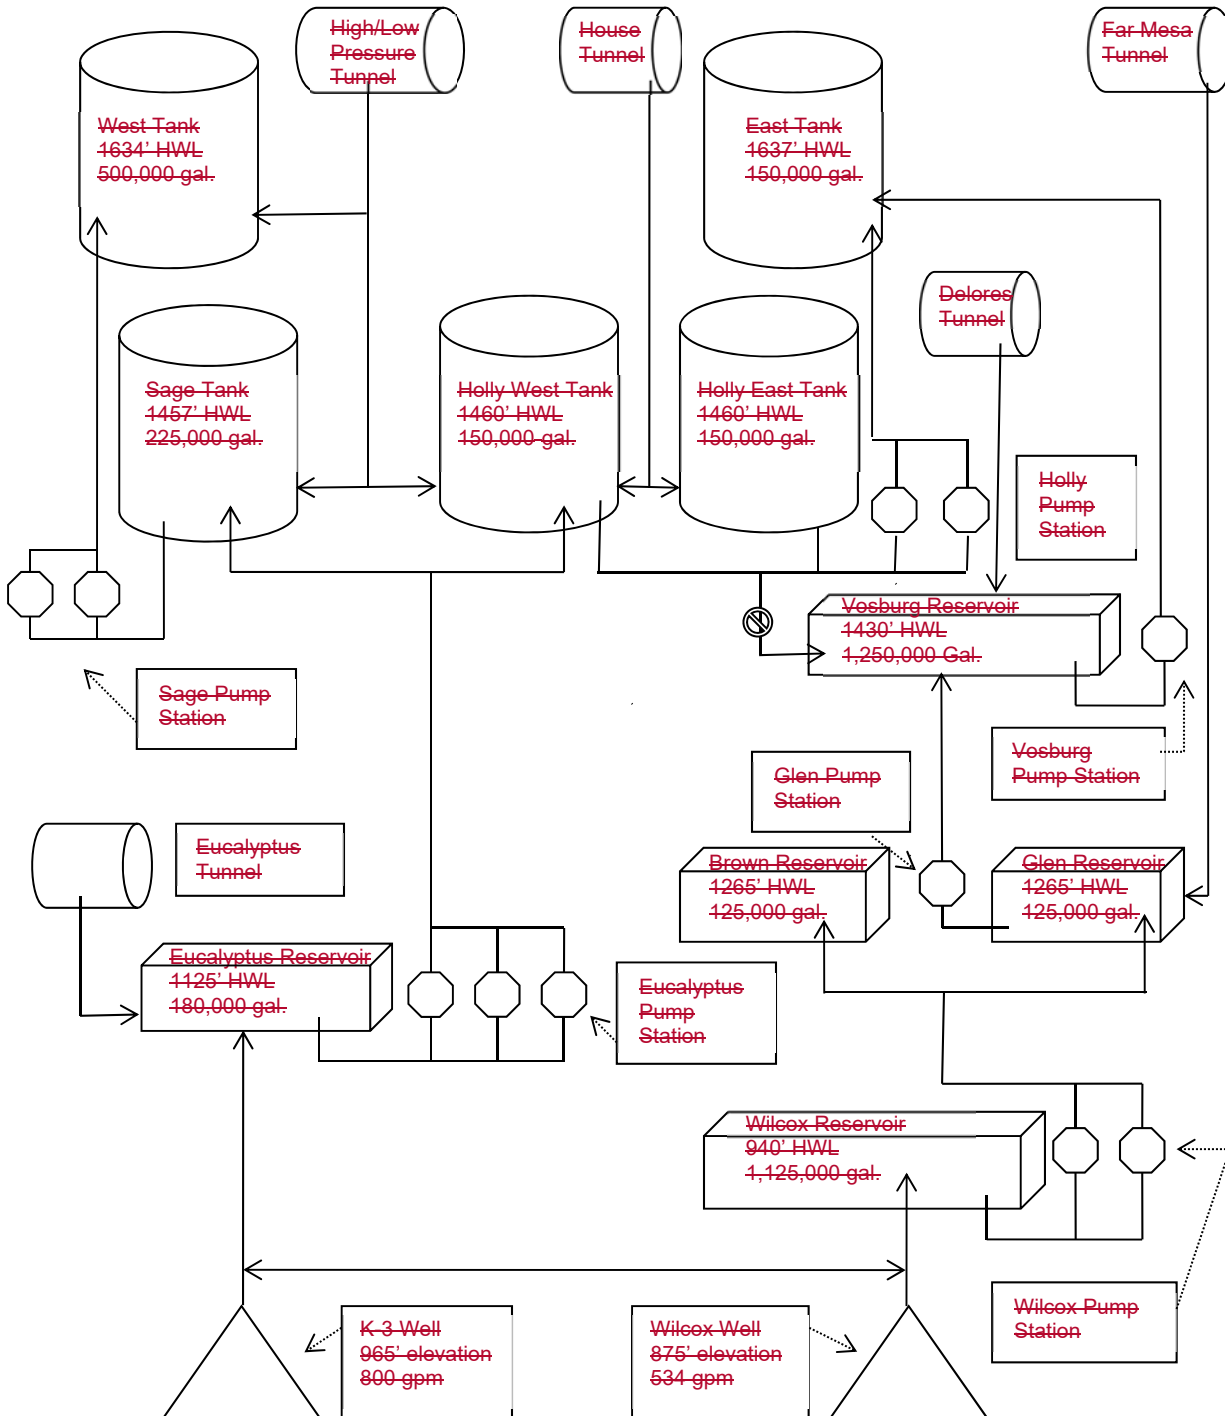 High/Low
Pressure
Tunnel
House
Tunnel
Far Mesa
Tunnel
West Tank
1634’ HWL
500,000 gal.
East Tank
1637’ HWL
150,000 gal.
Delores
Tunnel
Sage Tank
1457’ HWL
225,000 gal.
Holly West Tank
1460’ HWL
150,000 gal.
Holly East Tank
1460’ HWL
150,000 gal.
Holly
Pump
Station
Vosburg Reservoir
1430’ HWL
1,250,000 Gal.
Sage Pump
Station
Vosburg
Pump Station
Glen Pump
Station
Eucalyptus
Tunnel
Brown Reservoir
1265’ HWL
125,000 gal.
Glen Reservoir
1265’ HWL
125,000 gal.
Eucalyptus Reservoir
1125’ HWL
180,000 gal.
Eucalyptus
Pump
Station
Wilcox Reservoir
940’ HWL
1,125,000 gal.
Wilcox Pump
Station
K-3 Well
965’ elevation
800 gpm
Wilcox Well
875’ elevation
534 gpm